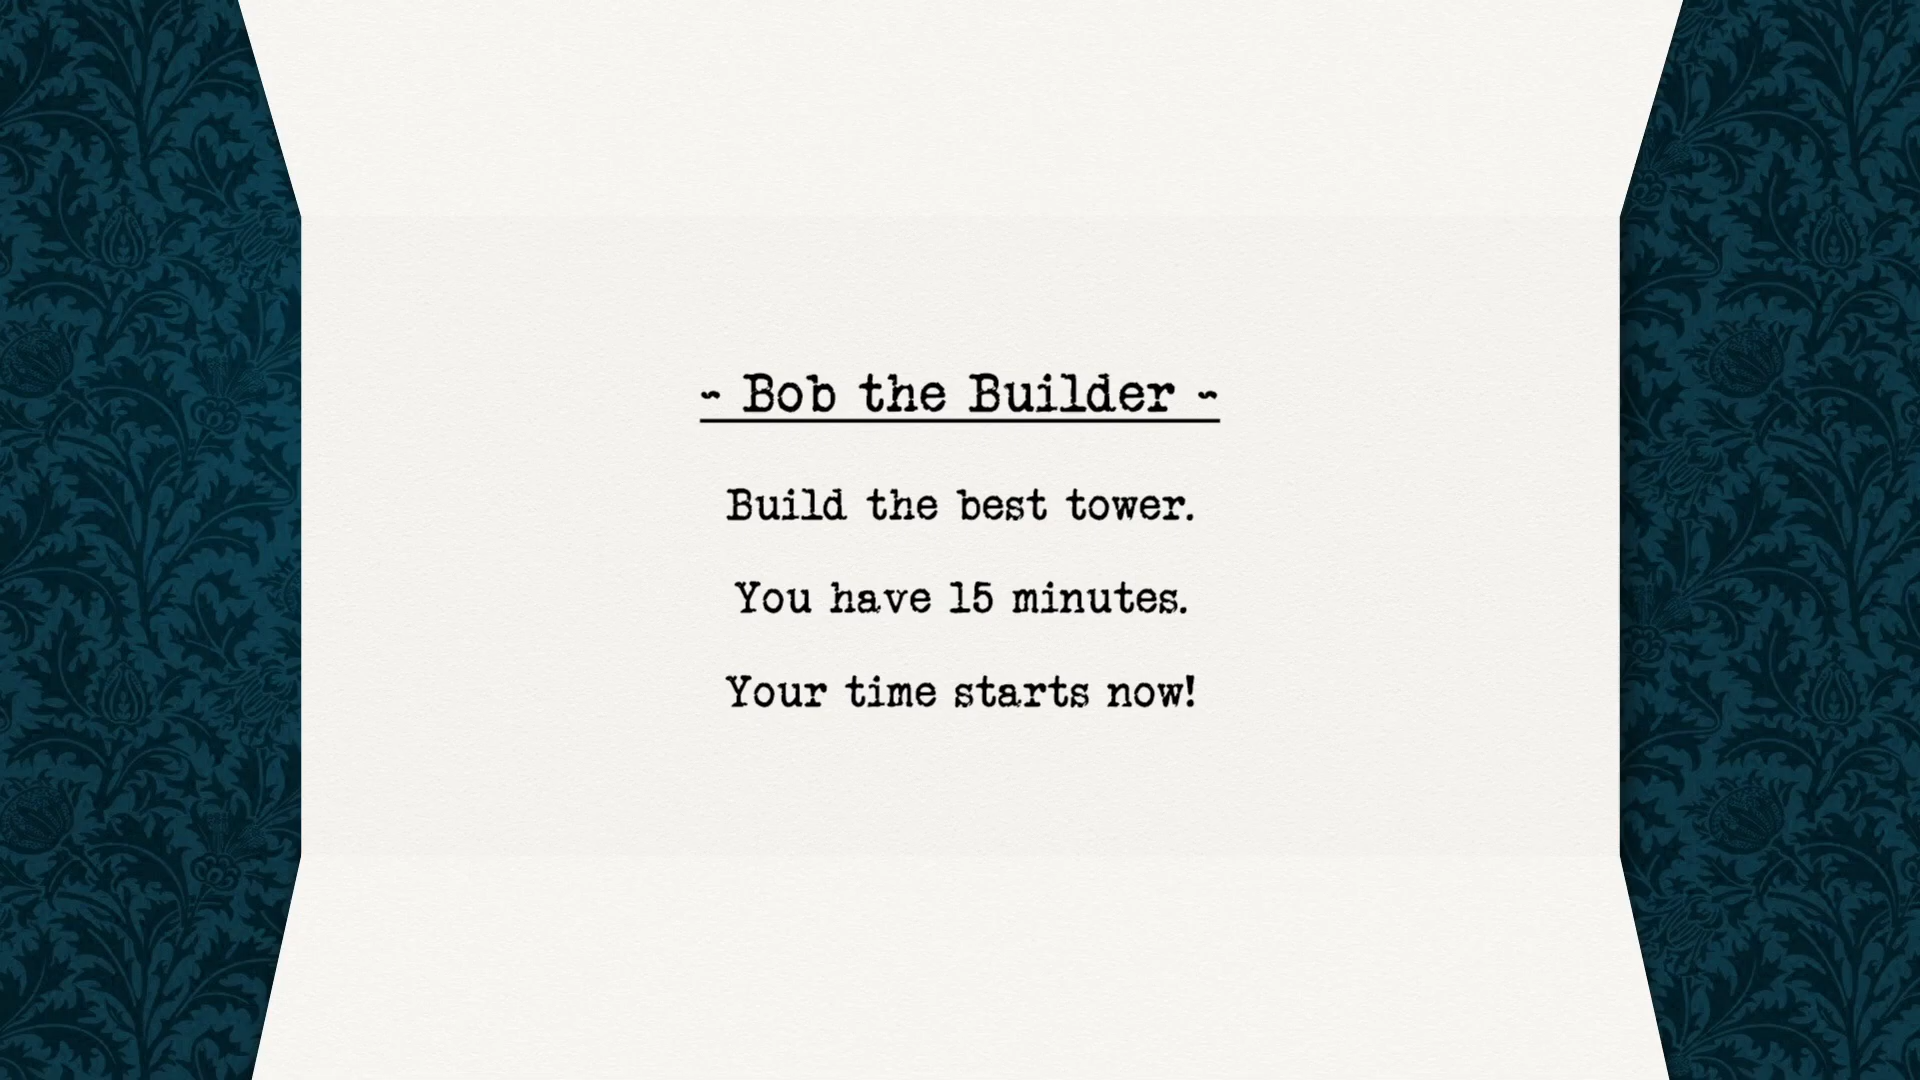 ~ Bob the Builder ~
Build the best tower.
You have 15 minutes.
Your time starts now!